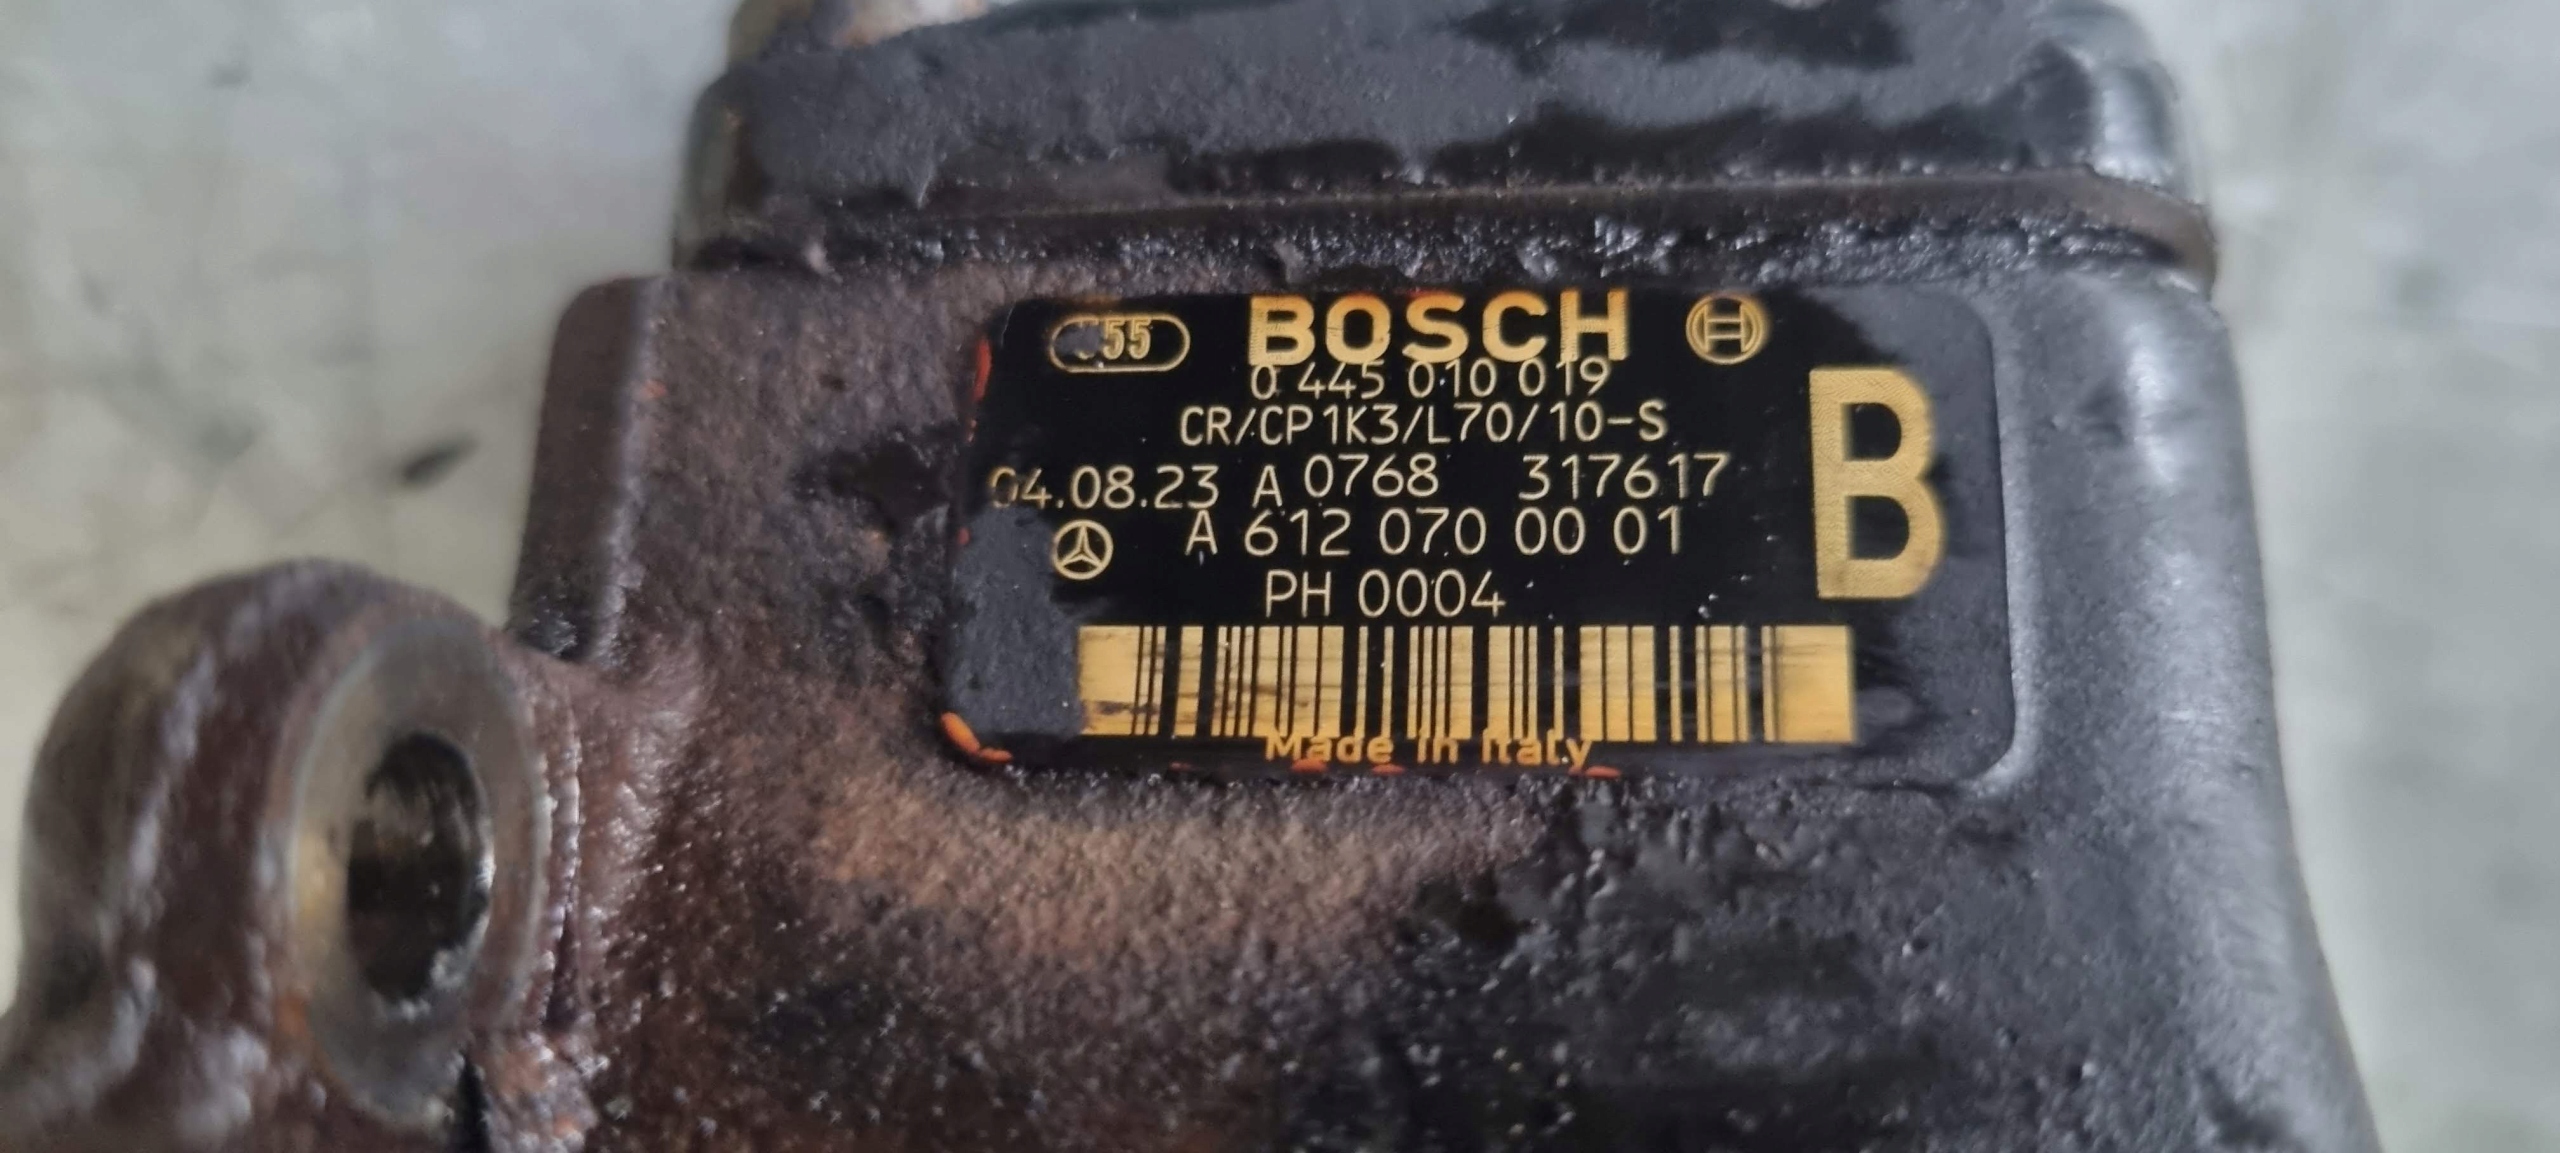 55 BOSCH
0 445 010 019
CR/CP1K3/L70/10-S
B
04.08.23 A 0768 317617
A 612 070 00 01
PH 0004
Made in Italy